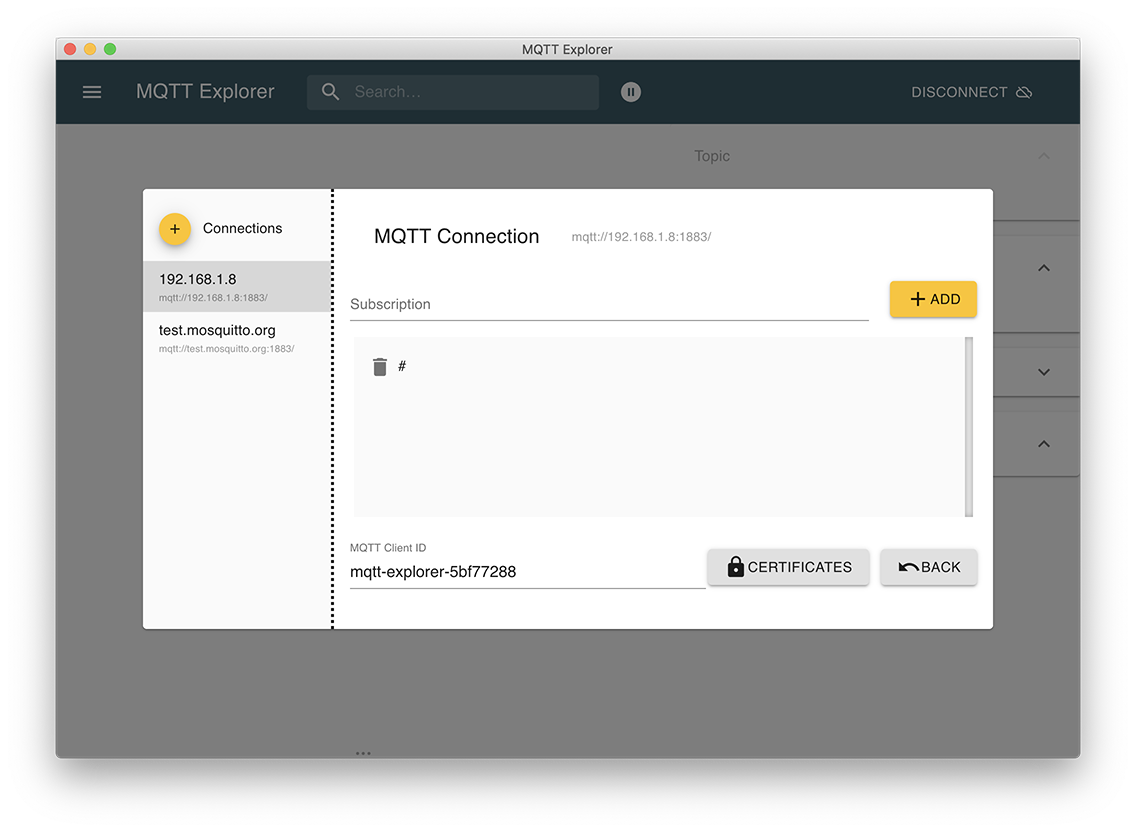 MQTT Explorer
MQTT Explorer
Search...
DISCONNECT
Topic
+ Connections
192.168.1.8
mqtt://192.168.1.8:1883/
test.mosquitto.org
mqtt://test.mosquitto.org:1883/
MQTT Connection mqtt://192.168.1.8:1883/
Subscription
+ ADD
#
MQTT Client ID
mqtt-explorer-5bf77288
CERTIFICATES
BACK